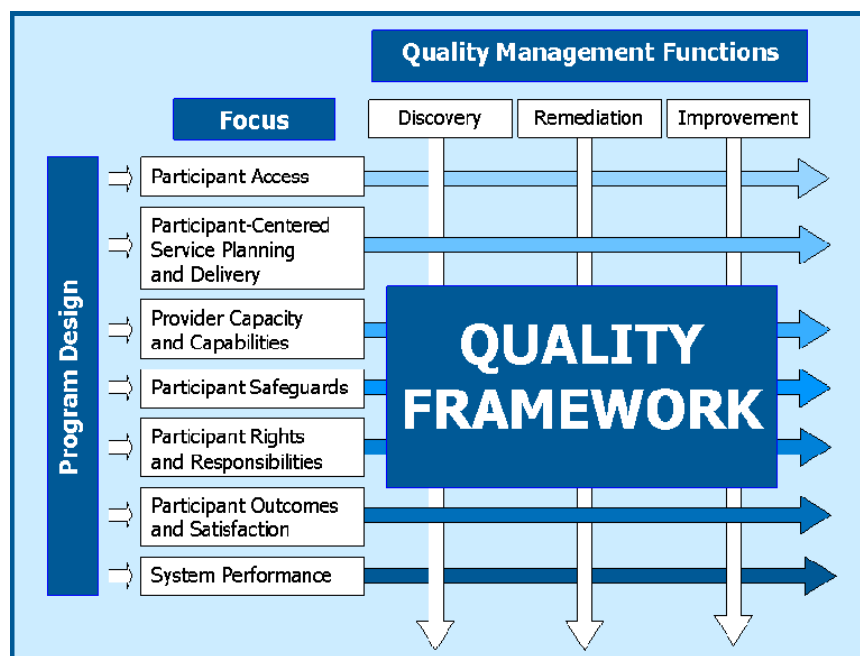 Quality Management Functions
Focus
Discovery
Remediation
Improvement
Program Design
Participant Access
Participant-Centered
Service Planning
and Delivery
Provider Capacity
and Capabilities
Participant Safeguards
Participant Rights
and Responsibilities
Participant Outcomes
and Satisfaction
System Performance
QUALITY
FRAMEWORK